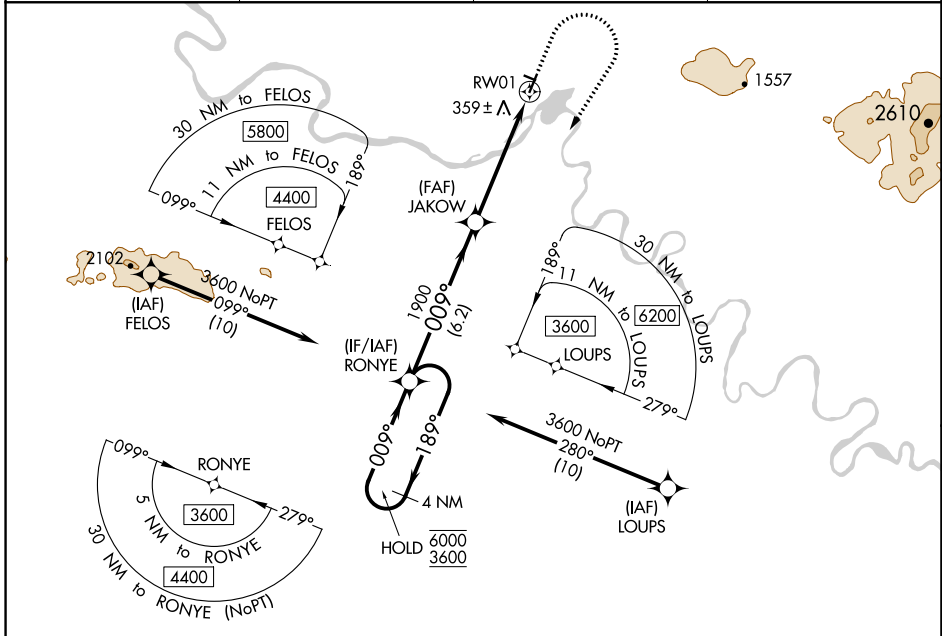 RW01
359 ±
1557
2610
30 NM to FELOS
5800
11 NM to FELOS
4400
099°
189°
FELOS
(FAF)
JAKOW
2102
(IAF)
FELOS
3600 NoPT
099°
(10)
1900
009°
(6.2)
(IF/IAF)
RONYE
30 NM to LOUPS
6200
11 NM to LOUPS
3600
189°
LOUPS
279°
009°
189°
4 NM
HOLD
6000
3600
3600 NoPT
280°
(10)
(IAF)
LOUPS
099°
RONYE
279°
3600
5 NM to RONYE
4400
30 NM to RONYE (NoPT)